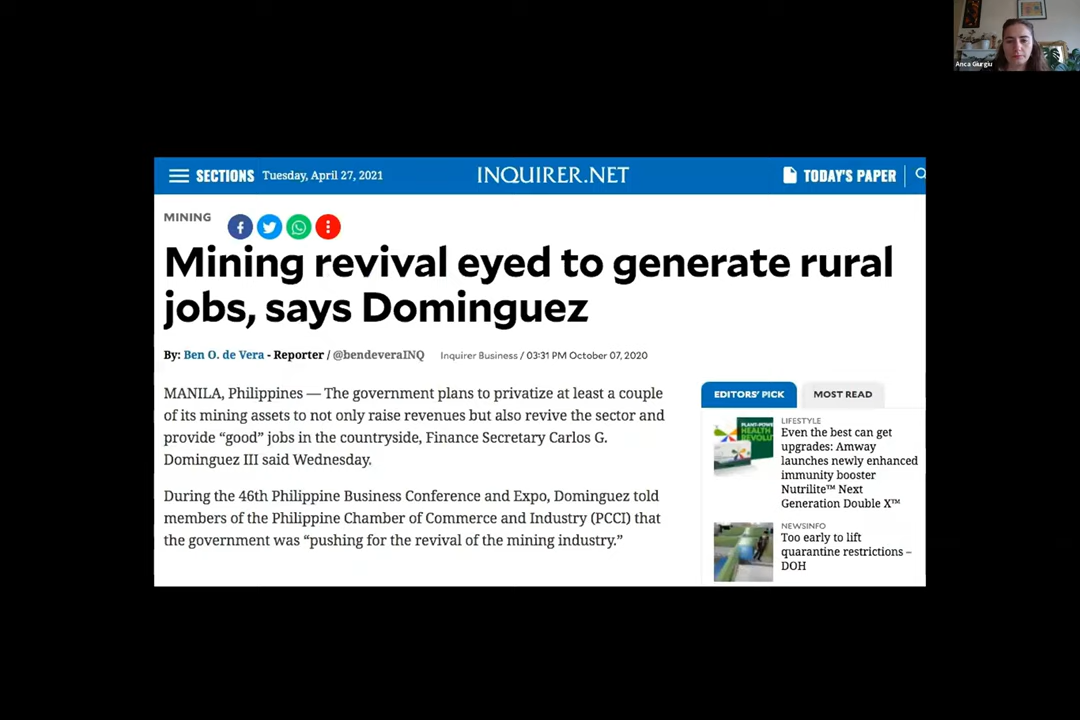 Anca Giurgiu
SECTIONS Tuesday, April 27, 2021 INQUIRER.NET TODAY'S PAPER
MINING
Mining revival eyed to generate rural
jobs, says Dominguez
By: Ben O. de Vera - Reporter / @bendeveraINQ Inquirer Business / 03:31 PM October 07, 2020
MANILA, Philippines — The government plans to privatize at least a couple
of its mining assets to not only raise revenues but also revive the sector and
provide “good” jobs in the countryside, Finance Secretary Carlos G.
Dominguez III said Wednesday.
During the 46th Philippine Business Conference and Expo, Dominguez told
members of the Philippine Chamber of Commerce and Industry (PCCI) that
the government was “pushing for the revival of the mining industry.”
EDITORS' PICK MOST READ
LIFESTYLE
Even the best can get
upgrades: Amway
launches newly enhanced
immunity booster
Nutrilite™ Next
Generation Double X™
NEWSINFO
Too early to lift
quarantine restrictions –
DOH